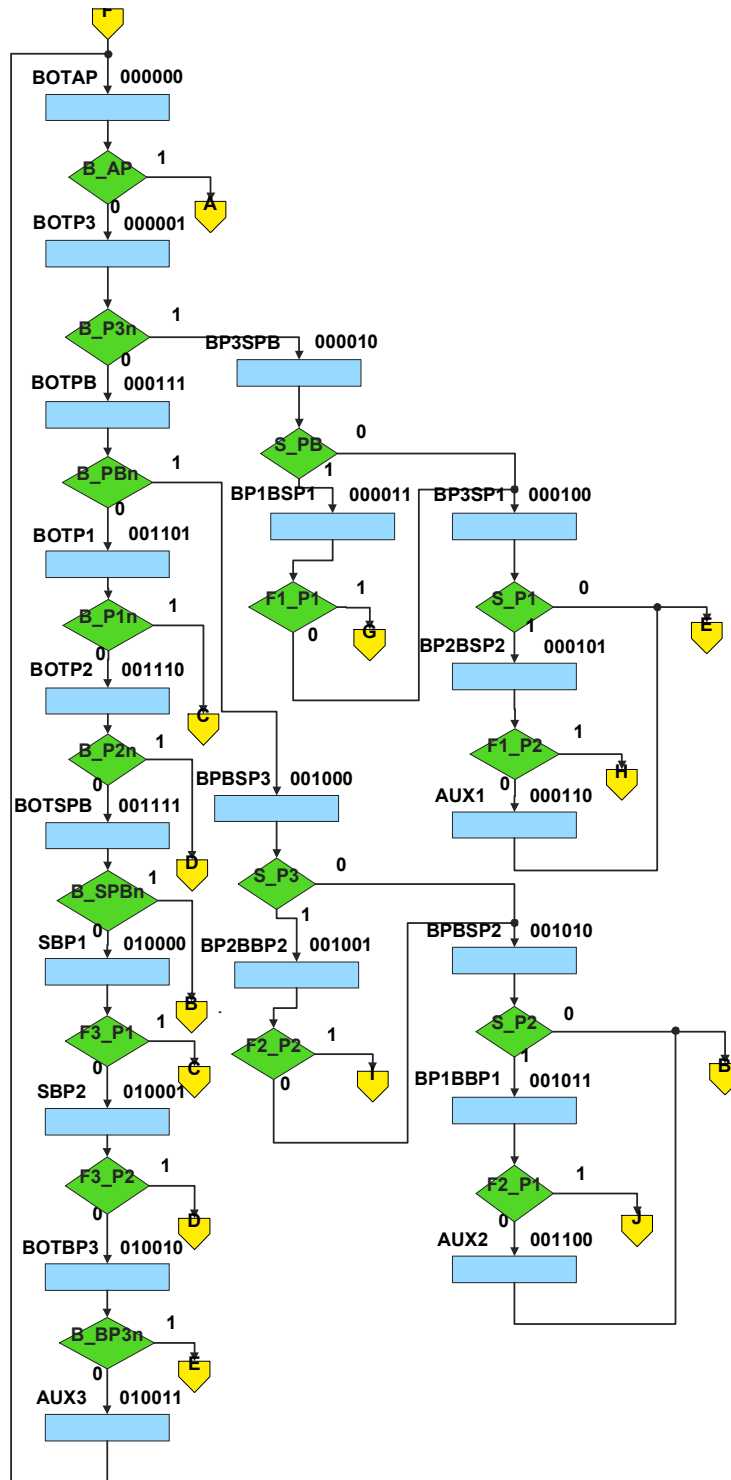 F
BOTAP 000000
B_AP
1
A
0
BOTP3 000001
B_P3n
1
0
BP3SPB 000010
BOTPB 000111
S_PB
0
1
B_PBn
1
0
BP1BSP1 000011
BP3SP1 000100
BOTP1 001101
F1_P1
1
G
0
S_P1
0
E
1
B_P1n
1
C
0
BP2BSP2 000101
BOTP2 001110
B_P2n
1
D
0
F1_P2
1
H
0
BPBSP3 001000
AUX1 000110
BOTSPB 001111
S_P3
0
1
B_SPBn
1
B
0
BPBSP2 001010
SBP1 010000
BP2BBP2 001001
F3_P1
1
C
0
F2_P2
1
I
0
S_P2
0
B
1
SBP2 010001
BP1BBP1 001011
F3_P2
1
D
0
F2_P1
1
J
0
BOTBP3 010010
AUX2 001100
B_BP3n
1
E
0
AUX3 010011